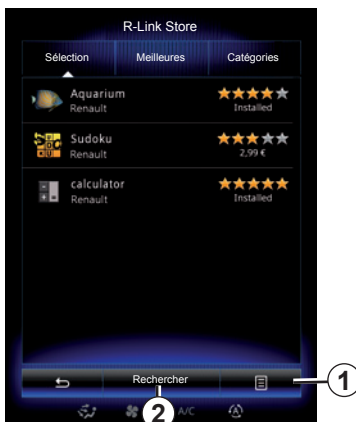 R-Link Store
Sélection Meilleures Catégories
Aquarium
Renault
Installed
Sudoku
Renault
2,99 €
calculator
Renault
Installed
Rechercher
1
2
A/C
A